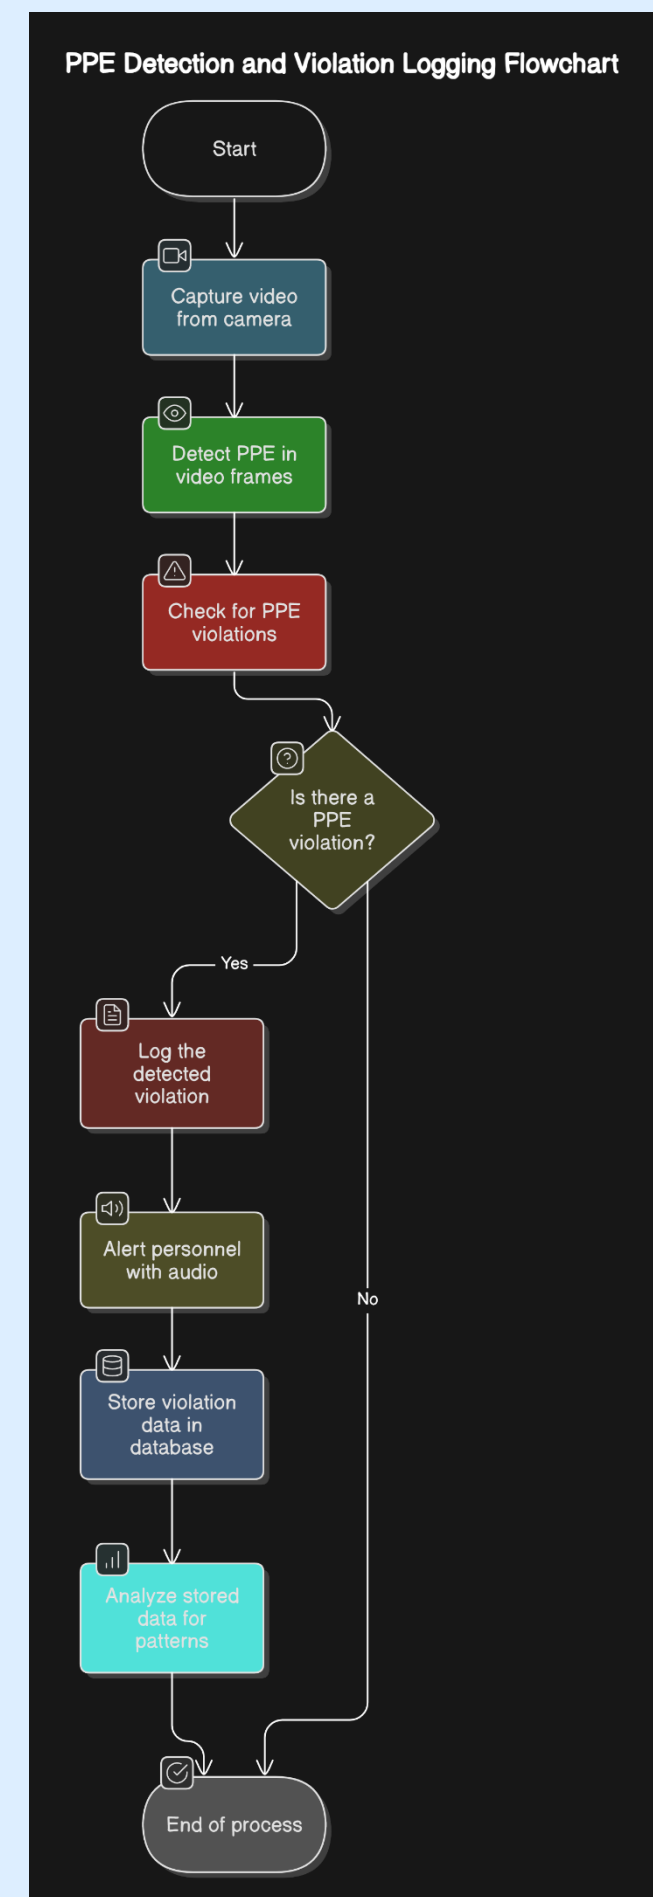 PPE Detection and Violation Logging Flowchart
Start
Capture video
from camera
Detect PPE in
video frames
Check for PPE
violations
Is there a
PPE
violation?
Yes
Log the
detected
violation
Alert personnel
with audio
No
Store violation
data in
database
Analyze stored
data for
patterns
End of process